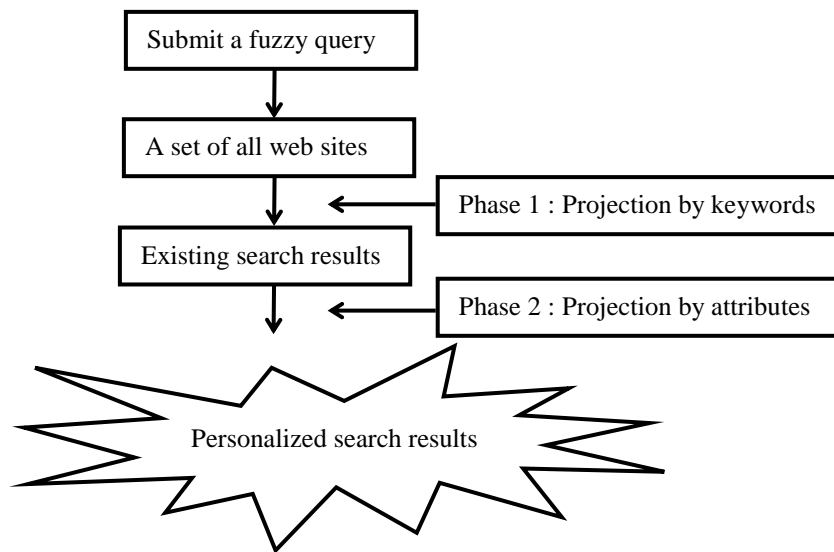 Submit a fuzzy query
A set of all web sites
Phase 1 : Projection by keywords
Existing search results
Phase 2 : Projection by attributes
Personalized search results